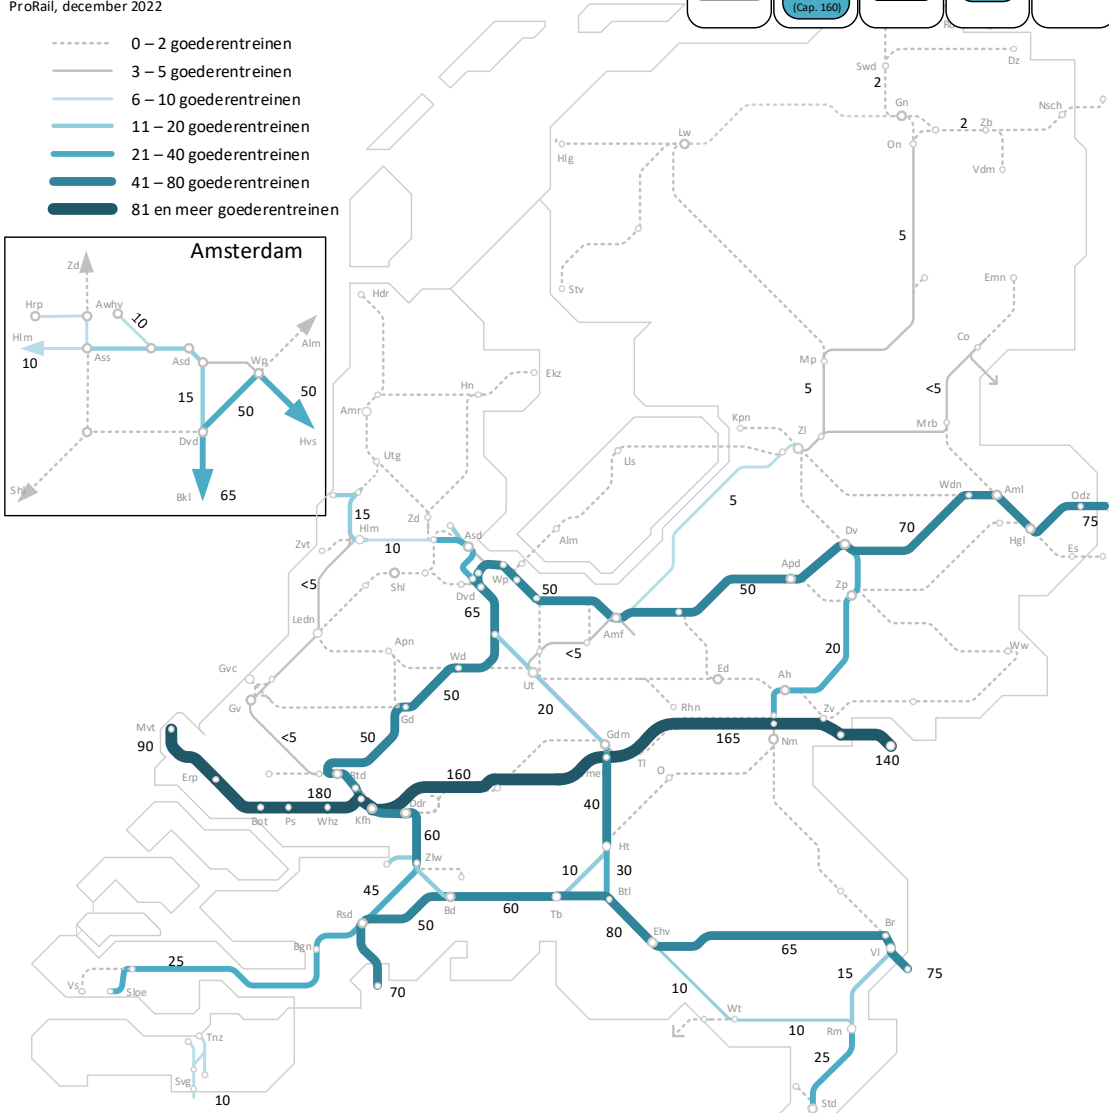 ProRail, december 2022
(Cap. 160)
0 – 2 goederentreinen
3 – 5 goederentreinen
6 – 10 goederentreinen
11 – 20 goederentreinen
21 – 40 goederentreinen
41 – 80 goederentreinen
81 en meer goederentreinen
Amsterdam
Zd
Hrp
Awhv
10
Hlm
10
Ass
Asd
Wp
Alm
15
50
50
Hvs
Dvd
Shl
Bkl
65
Swd
2
Dz
Gn
Nsch
2
Zb
On
Vdm
Lw
Hlg
5
Stv
Emn
Hdr
Co
Mp
5
<5
Ekz
Hn
Amr
Kpn
Zl
Mrb
Utg
Lls
Wdn
Aml
Odz
75
5
15
Zd
Hlm
10
Asd
Zvt
Alm
Dv
70
Hgl
Es
<5
Shl
Wp
Dvd
50
Apd
50
Zp
65
Ledn
Amf
Apn
<5
Wd
20
Ww
Gvc
Ut
Ed
Ah
50
Gv
Gd
20
Rhn
Zv
Mvt
90
<5
50
Gdm
165
Nm
Tl
140
Erp
Rtd
160
O
180
Bot
Ps
Whz
Kfh
Ddr
40
60
Zlw
Ht
10
30
45
Btl
Rsd
50
Bd
60
Tb
80
Ehv
65
Br
Vl
Bgn
25
15
75
Vs
Sloe
70
10
Wt
10
Rm
Tnz
25
Svg
10
Std